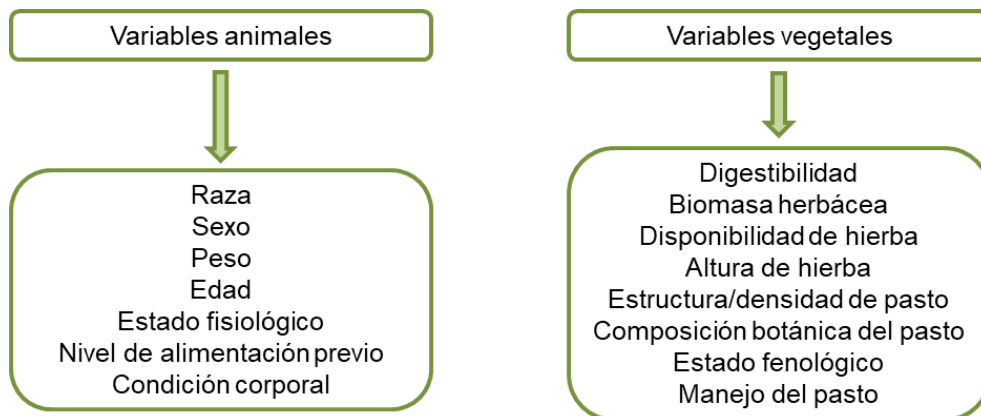 Variables animales
Raza
Sexo
Peso
Edad
Estado fisiológico
Nivel de alimentación previo
Condición corporal
Variables vegetales
Digestibilidad
Biomasa herbácea
Disponibilidad de hierba
Altura de hierba
Estructura/densidad de pasto
Composición botánica del pasto
Estado fenológico
Manejo del pasto